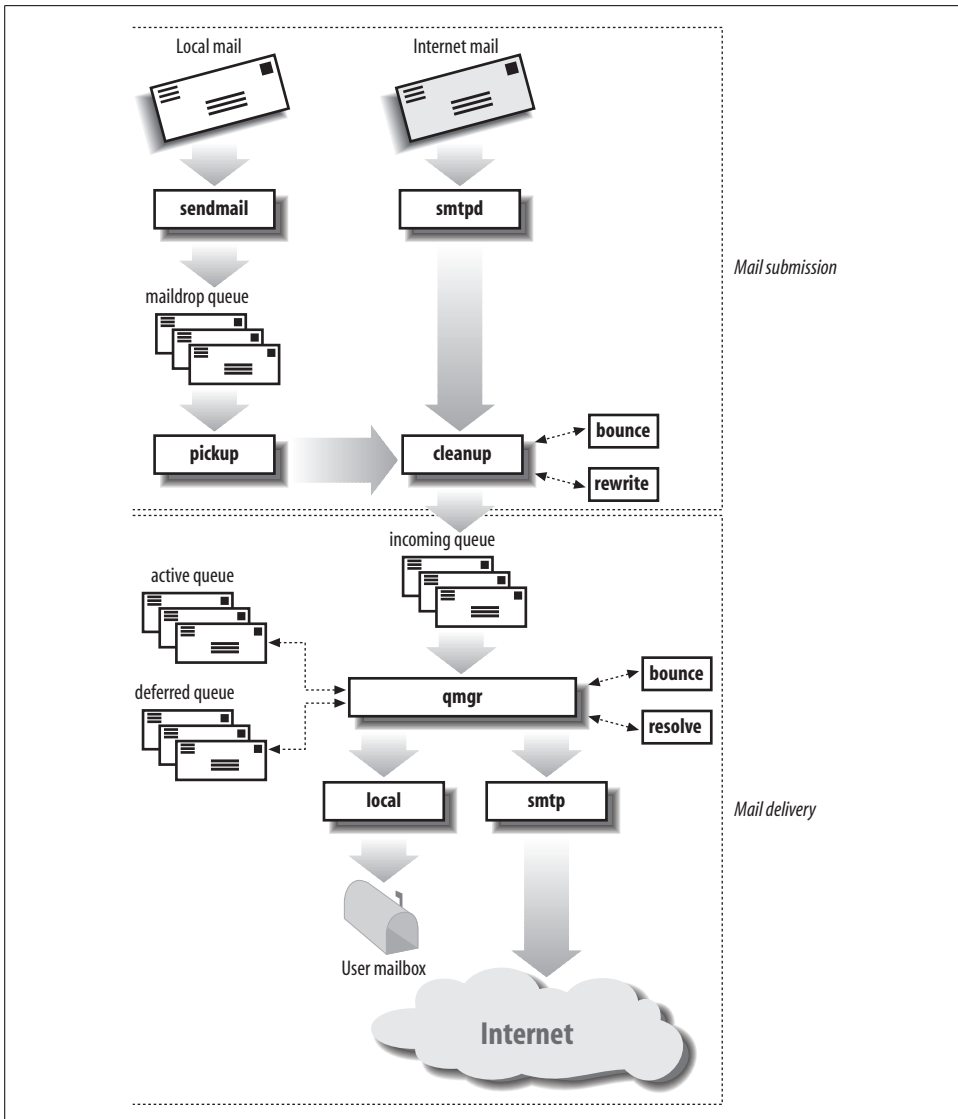 Local mail
Internet mail
sendmail
smtpd
Mail submission
maildrop queue
pickup
cleanup
bounce
rewrite
incoming queue
active queue
deferred queue
qmgr
bounce
resolve
local
smtp
Mail delivery
User mailbox
Internet